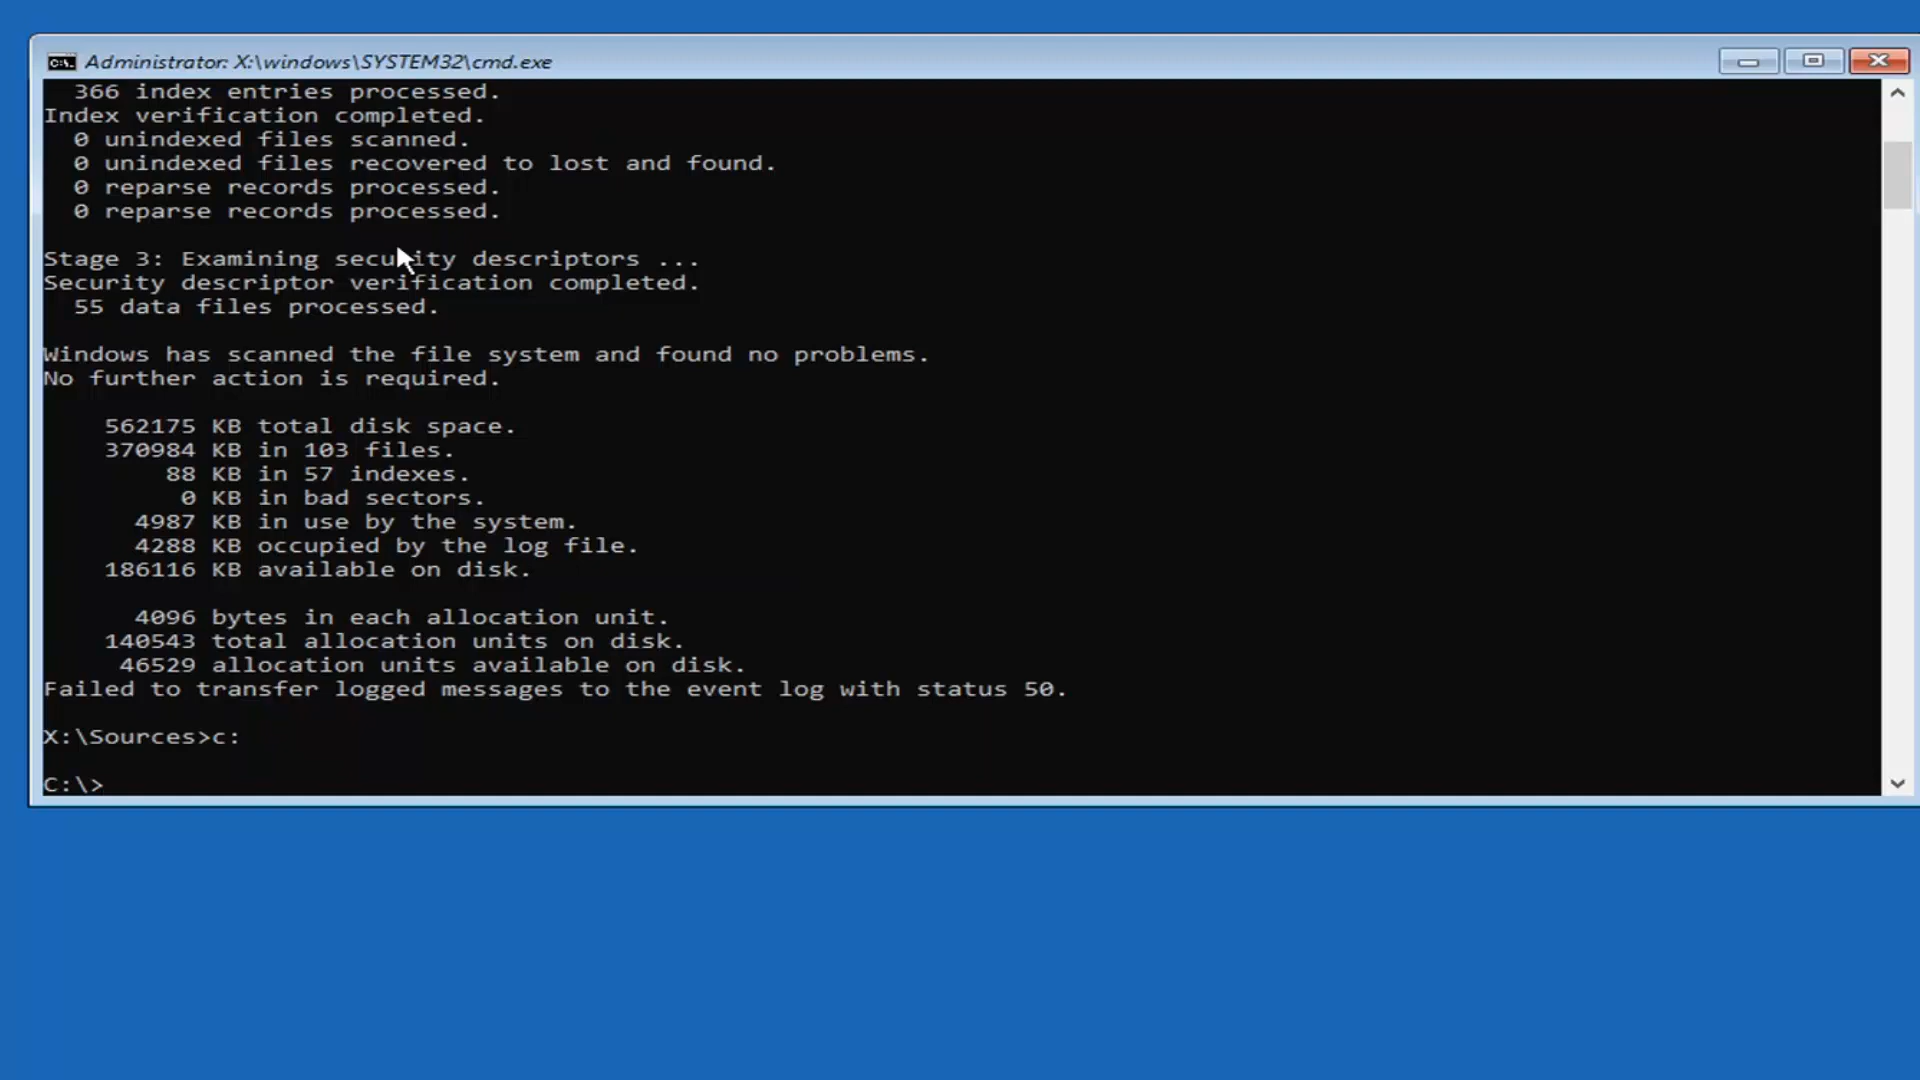 Administrator: X:\windows\SYSTEM32\cmd.exe
366 index entries processed.
Index verification completed.
0 unindexed files scanned.
0 unindexed files recovered to lost and found.
0 reparse records processed.
0 reparse records processed.
Stage 3: Examining security descriptors ...
Security descriptor verification completed.
55 data files processed.
Windows has scanned the file system and found no problems.
No further action is required.
562175 KB total disk space.
370984 KB in 103 files.
88 KB in 57 indexes.
0 KB in bad sectors.
4987 KB in use by the system.
4288 KB occupied by the log file.
186116 KB available on disk.
4096 bytes in each allocation unit.
140543 total allocation units on disk.
46529 allocation units available on disk.
Failed to transfer logged messages to the event log with status 50.
X:\Sources>c:
C:\>